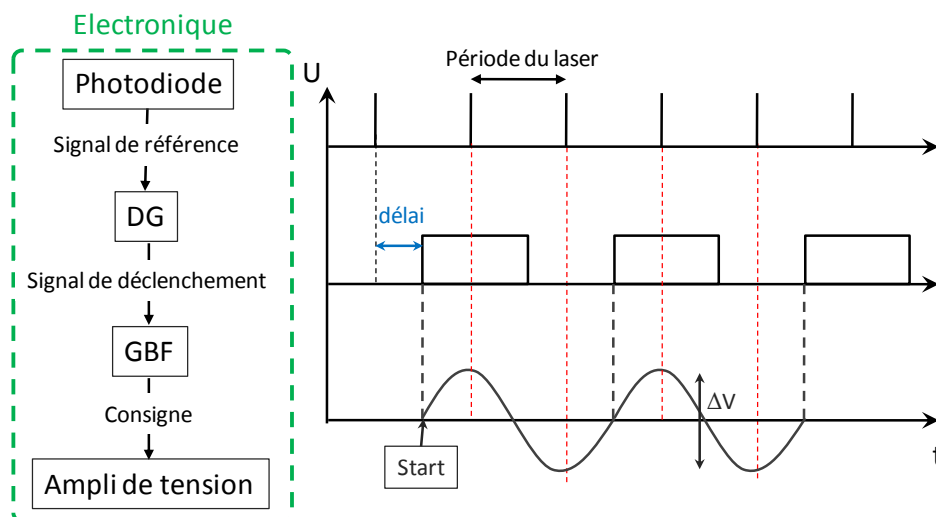 Electronique
Photodiode
Signal de référence
DG
Signal de déclenchement
GBF
Consigne
Ampli de tension
Période du laser
U
délai
ΔV
Start
t